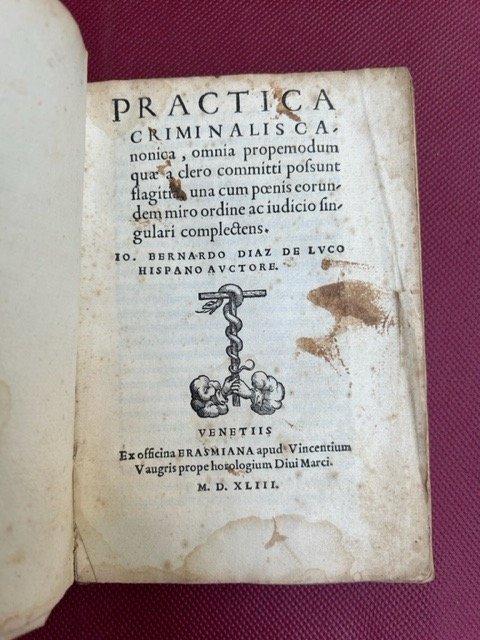 PRACTICA
CRIMINALIS CA-
nonica, omnia propemodum
quæ a clero committi possunt
flagitia, una cum pœnis eorun-
dem miro ordine ac iudicio sin-
gulari complectens.
IO. BERNARDO DIAZ DE LVCO
HISPANO AVCTORE.
VENETIIS
Ex officina ERASMIANA apud Vincentium
Vaugris prope horologium Diui Marci.
M. D. XLIII.